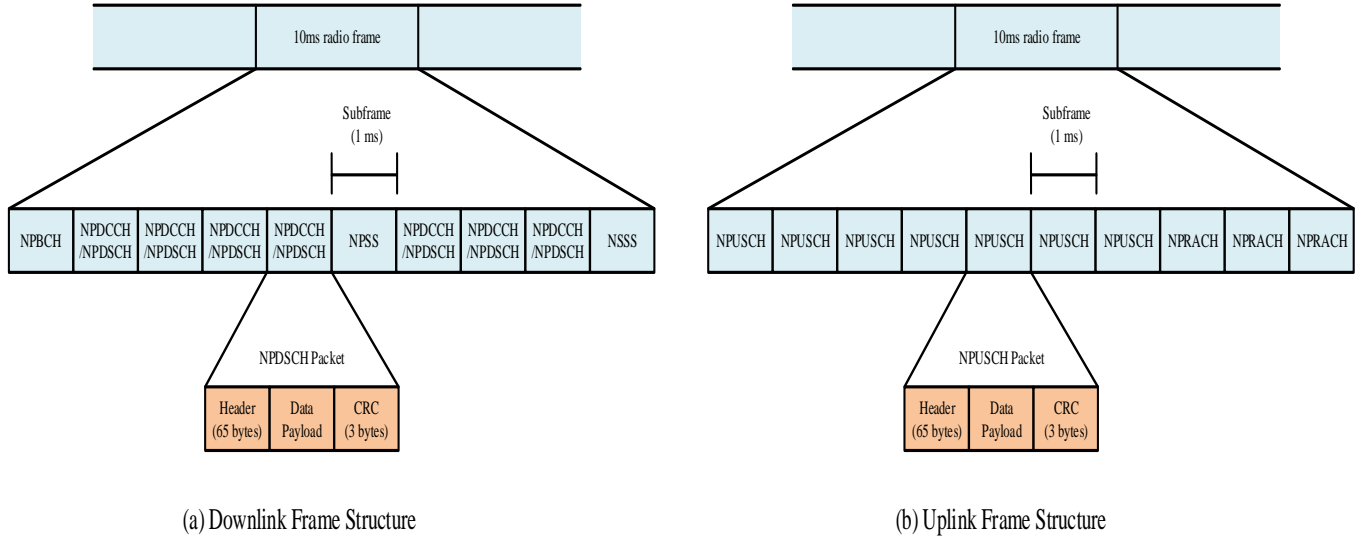 10ms radio frame
Subframe
(1 ms)
NPBCH
NPDCCH
/NPDSCH
NPDCCH
/NPDSCH
NPDCCH
/NPDSCH
NPDCCH
/NPDSCH
NPSS
NPDCCH
/NPDSCH
NPDCCH
/NPDSCH
NPDCCH
/NPDSCH
NSSS
NPDSCH Packet
Header
(65 bytes)
Data
Payload
CRC
(3 bytes)
(a) Downlink Frame Structure
10ms radio frame
Subframe
(1 ms)
NPUSCH
NPUSCH
NPUSCH
NPUSCH
NPUSCH
NPUSCH
NPUSCH
NPRACH
NPRACH
NPRACH
NPUSCH Packet
Header
(65 bytes)
Data
Payload
CRC
(3 bytes)
(b) Uplink Frame Structure